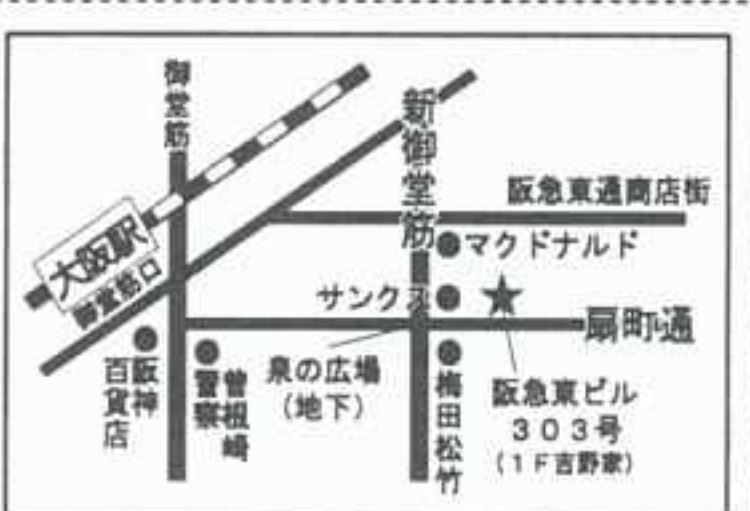 御堂筋
新御堂筋
阪急東通商店街
大阪駅
御堂筋口
マクドナルド
サンクス
扇町通
阪神
百貨店
曽根崎
警察
泉の広場
（地下）
梅田松竹
阪急東ビル
３０３号
（１Ｆ吉野家）